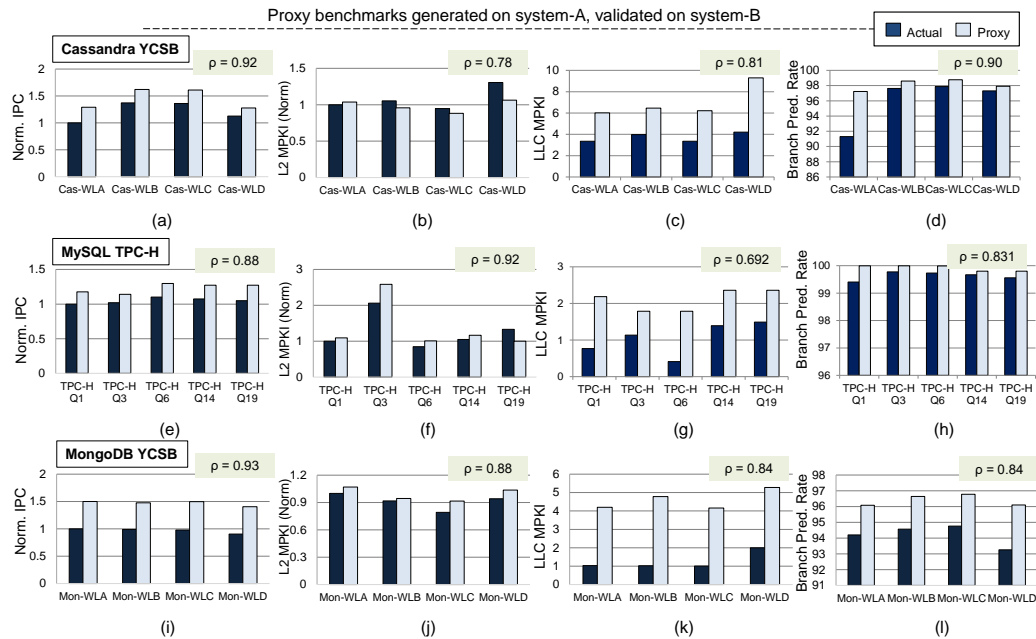 Proxy benchmarks generated on system-A, validated on system-B
Actual Proxy
Cassandra YCSB
ρ = 0.92
Norm. IPC
2
1.5
1
0.5
0
Cas-WLA Cas-WLB Cas-WLC Cas-WLD
(a)
ρ = 0.78
L2 MPKI (Norm)
1.5
1
0.5
0
Cas-WLA Cas-WLB Cas-WLC Cas-WLD
(b)
ρ = 0.81
LLC MPKI
10
8
6
4
2
0
Cas-WLA Cas-WLB Cas-WLC Cas-WLD
(c)
ρ = 0.90
Branch Pred. Rate
100
98
96
94
92
90
88
86
Cas-WLA Cas-WLB Cas-WLC Cas-WLD
(d)
MySQL TPC-H
ρ = 0.88
Norm. IPC
1.5
1
0.5
0
TPC-H TPC-H TPC-H TPC-H TPC-H
Q1 Q3 Q6 Q14 Q19
(e)
ρ = 0.92
L2 MPKI (Norm)
3
2
1
0
TPC-H TPC-H TPC-H TPC-H TPC-H
Q1 Q3 Q6 Q14 Q19
(f)
ρ = 0.692
LLC MPKI
4
3
2
1
0
TPC-H TPC-H TPC-H TPC-H TPC-H
Q1 Q3 Q6 Q14 Q19
(g)
ρ = 0.831
Branch Pred. Rate
100
99
98
97
96
TPC-H TPC-H TPC-H TPC-H TPC-H
Q1 Q3 Q6 Q14 Q19
(h)
MongoDB YCSB
ρ = 0.93
Norm. IPC
2
1.5
1
0.5
0
Mon-WLA Mon-WLB Mon-WLC Mon-WLD
(i)
ρ = 0.88
L2 MPKI (Norm)
1.2
0.9
0.6
0.3
0
Mon-WLA Mon-WLB Mon-WLC Mon-WLD
(j)
ρ = 0.84
LLC MPKI
6
5
4
3
2
1
0
Mon-WLA Mon-WLB Mon-WLC Mon-WLD
(k)
ρ = 0.84
Branch Pred. Rate
98
97
96
95
94
93
92
91
Mon-WLA Mon-WLB Mon-WLC Mon-WLD
(l)